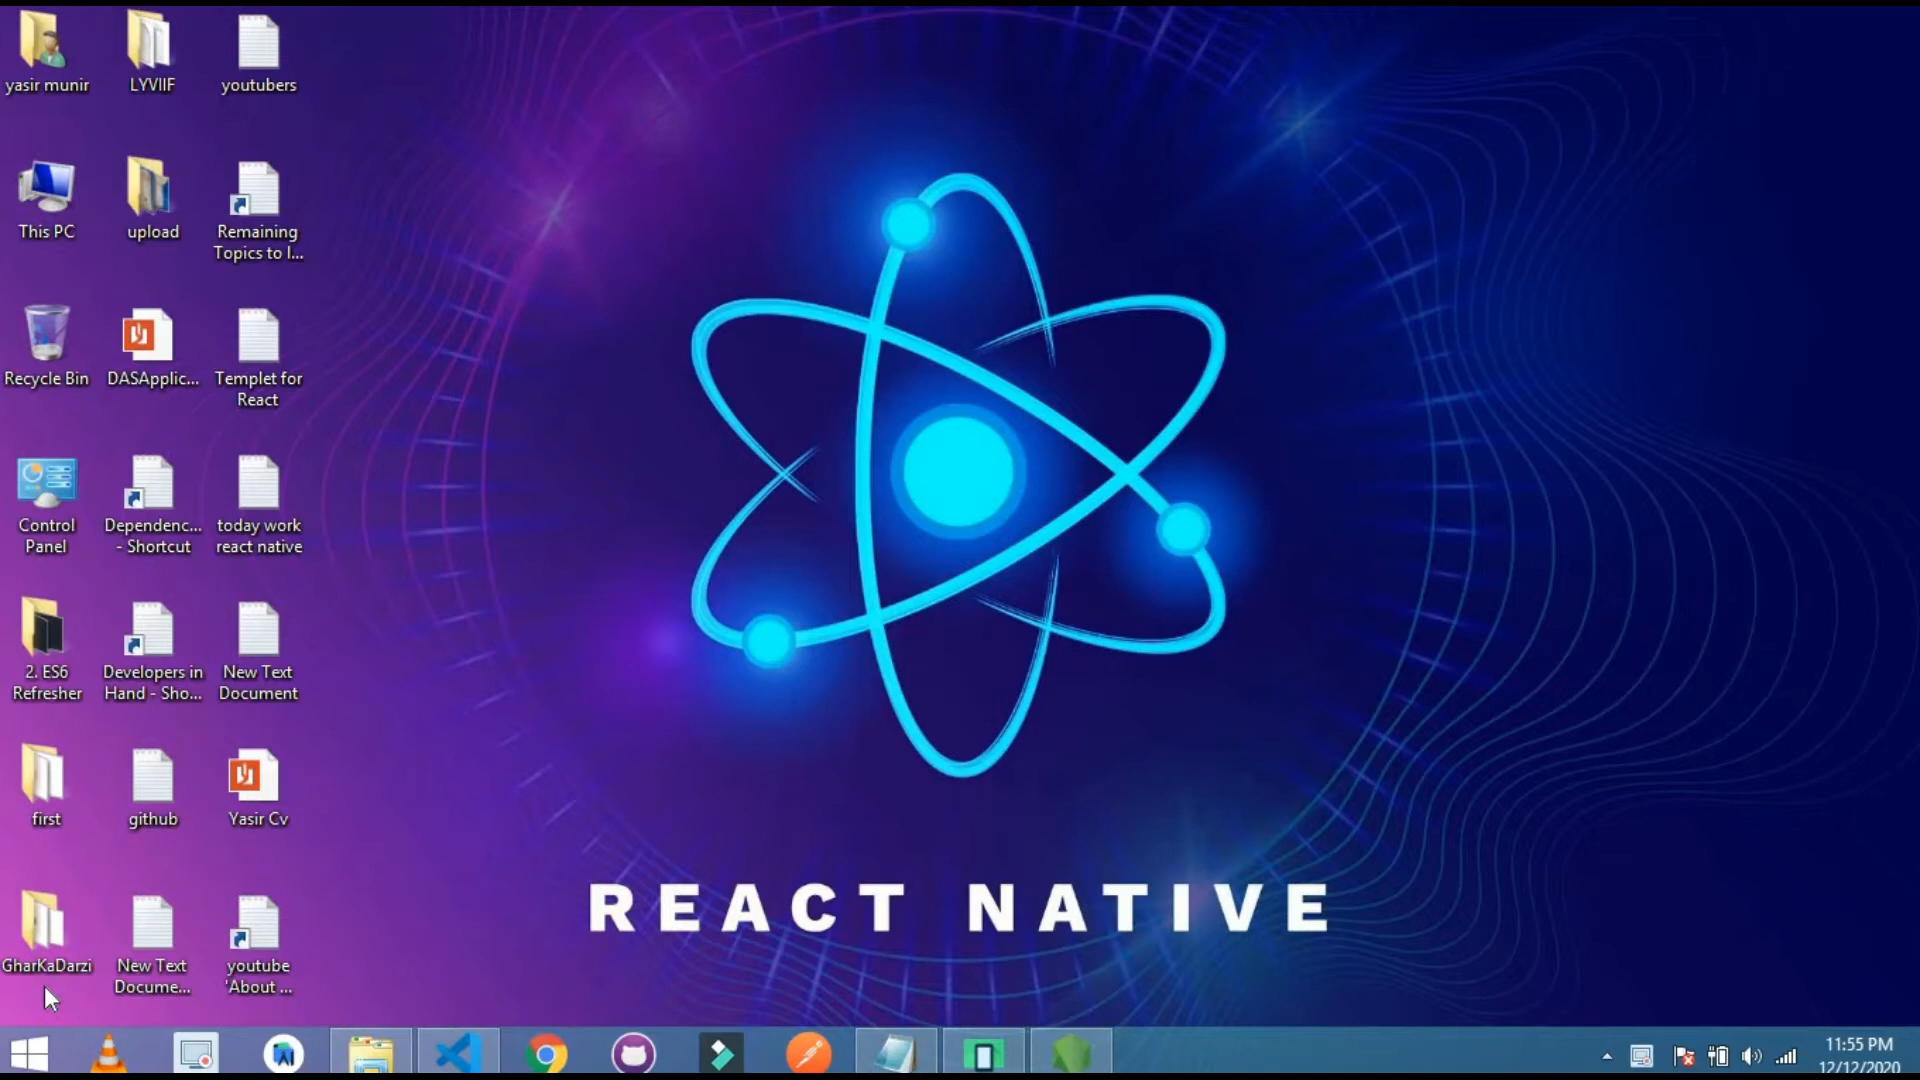 yasir munir
LYVIIF
youtubers
This PC
upload
Remaining
Topics to l...
Recycle Bin
DASApplic...
Templet for
React
Control
Panel
Dependenc...
- Shortcut
today work
react native
2. ES6
Refresher
Developers in
Hand - Sho...
New Text
Document
first
github
Yasir Cv
GharKaDarzi
New Text
Docume...
youtube
'About ...
REACT NATIVE
11:55 PM
12/12/2020